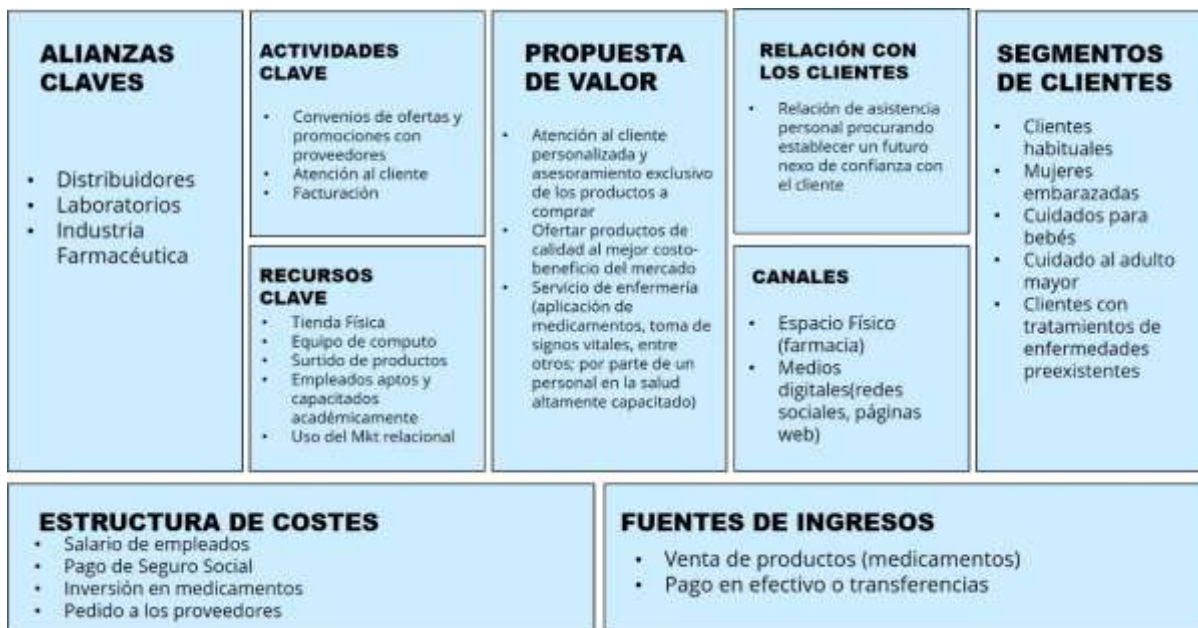 ALIANZAS
CLAVES
• Distribuidores
• Laboratorios
• Industria
Farmacéutica
ACTIVIDADES
CLAVE
• Convenios de ofertas y
promociones con
proveedores
• Atención al cliente
• Facturación
RECURSOS
CLAVE
• Tienda Física
• Equipo de computo
• Surtido de productos
• Empleados aptos y
capacitados
académicamente
• Uso del Mkt relacional
PROPUESTA
DE VALOR
• Atención al cliente
personalizada y
asesoramiento exclusivo
de los productos a
comprar
• Ofertar productos de
calidad al mejor costo-
beneficio del mercado
• Servicio de enfermería
(aplicación de
medicamentos, toma de
signos vitales, entre
otros; por parte de un
personal en la salud
altamente capacitado)
RELACIÓN CON
LOS CLIENTES
• Relación de asistencia
personal procurando
establecer un futuro
nexo de confianza con
el cliente
CANALES
• Espacio Físico
(farmacia)
• Medios
digitales(redes
sociales, páginas
web)
SEGMENTOS
DE CLIENTES
• Clientes
habituales
• Mujeres
embarazadas
• Cuidados para
bebés
• Cuidado al adulto
mayor
• Clientes con
tratamientos de
enfermedades
preexistentes
ESTRUCTURA DE COSTES
• Salario de empleados
• Pago de Seguro Social
• Inversión en medicamentos
• Pedido a los proveedores
FUENTES DE INGRESOS
• Venta de productos (medicamentos)
• Pago en efectivo o transferencias